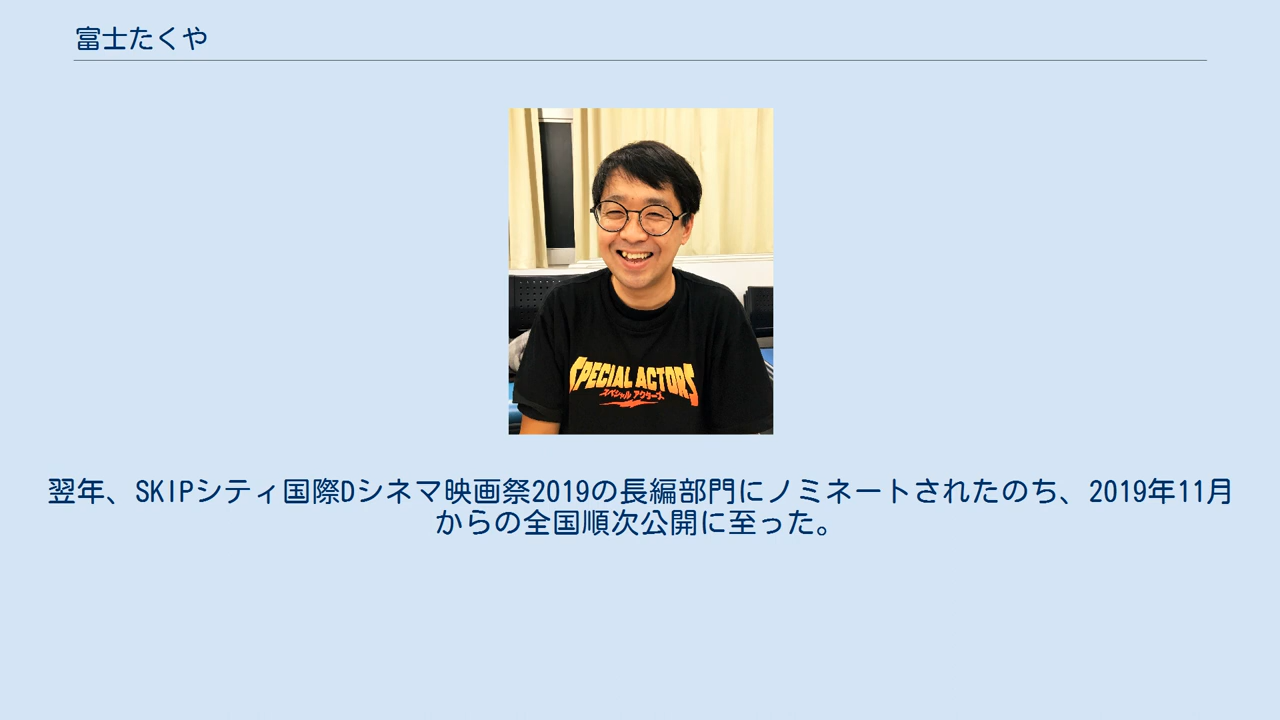 富士たくや
SPECIAL ACTORS
スペシャル アクターズ
翌年、SKIPシティ国際Dシネマ映画祭2019の長編部門にノミネートされたのち、2019年11月
からの全国順次公開に至った。